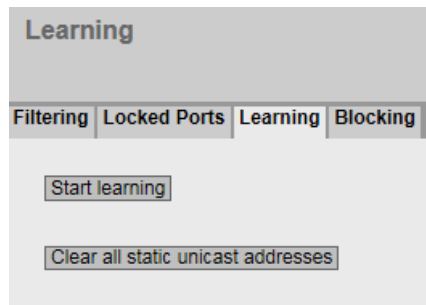 Learning
Filtering Locked Ports Learning Blocking
Start learning
Clear all static unicast addresses